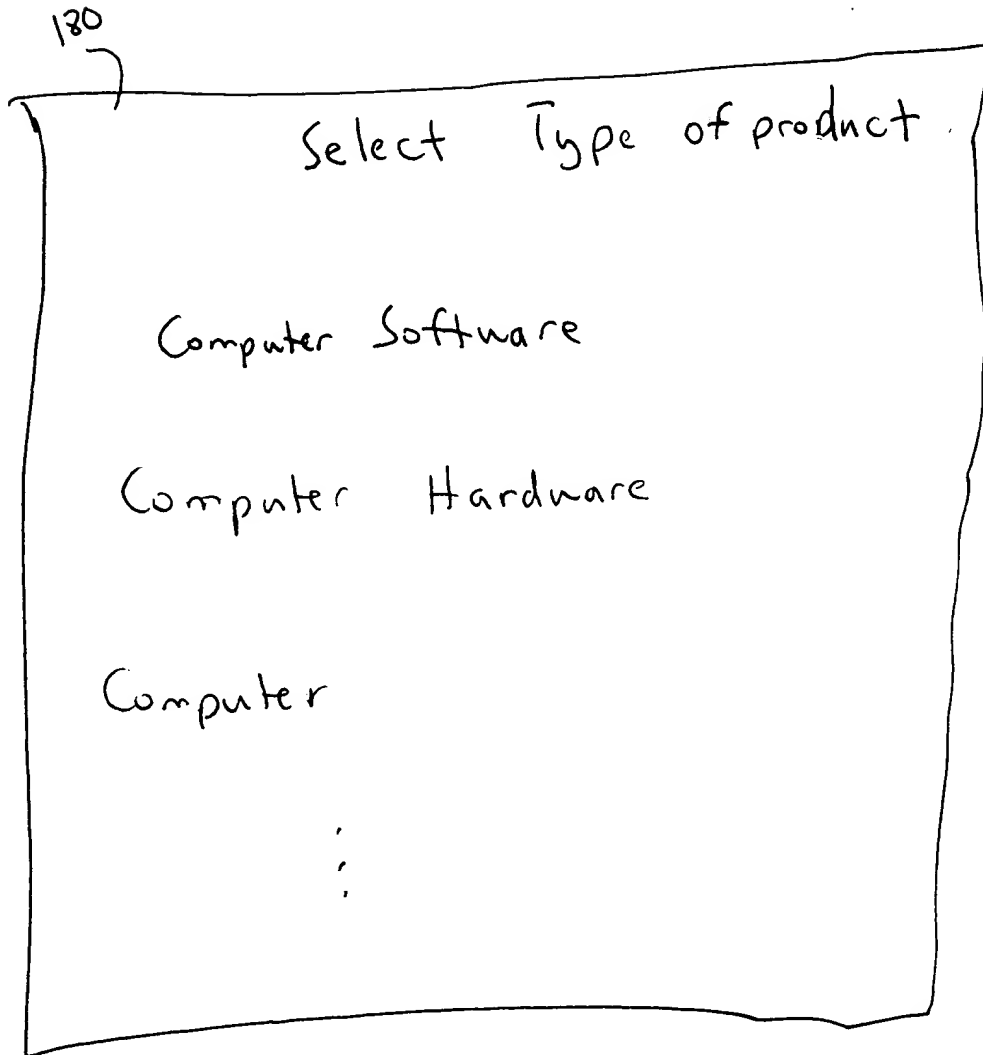 180
Select Type of product
Computer Software
Computer Hardware
Computer
⋮